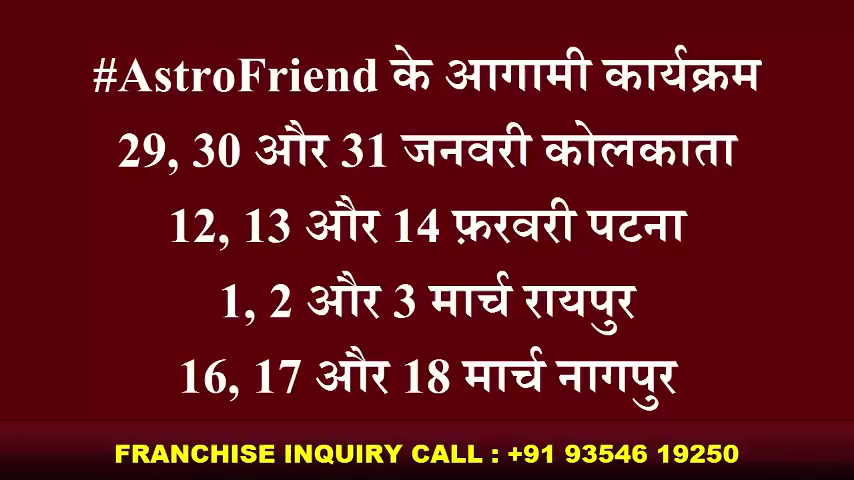 #AstroFriend के आगामी कार्यक्रम
29, 30 और 31 जनवरी कोलकाता
12, 13 और 14 फ़रवरी पटना
1, 2 और 3 मार्च रायपुर
16, 17 और 18 मार्च नागपुर
FRANCHISE INQUIRY CALL : +91 93546 19250